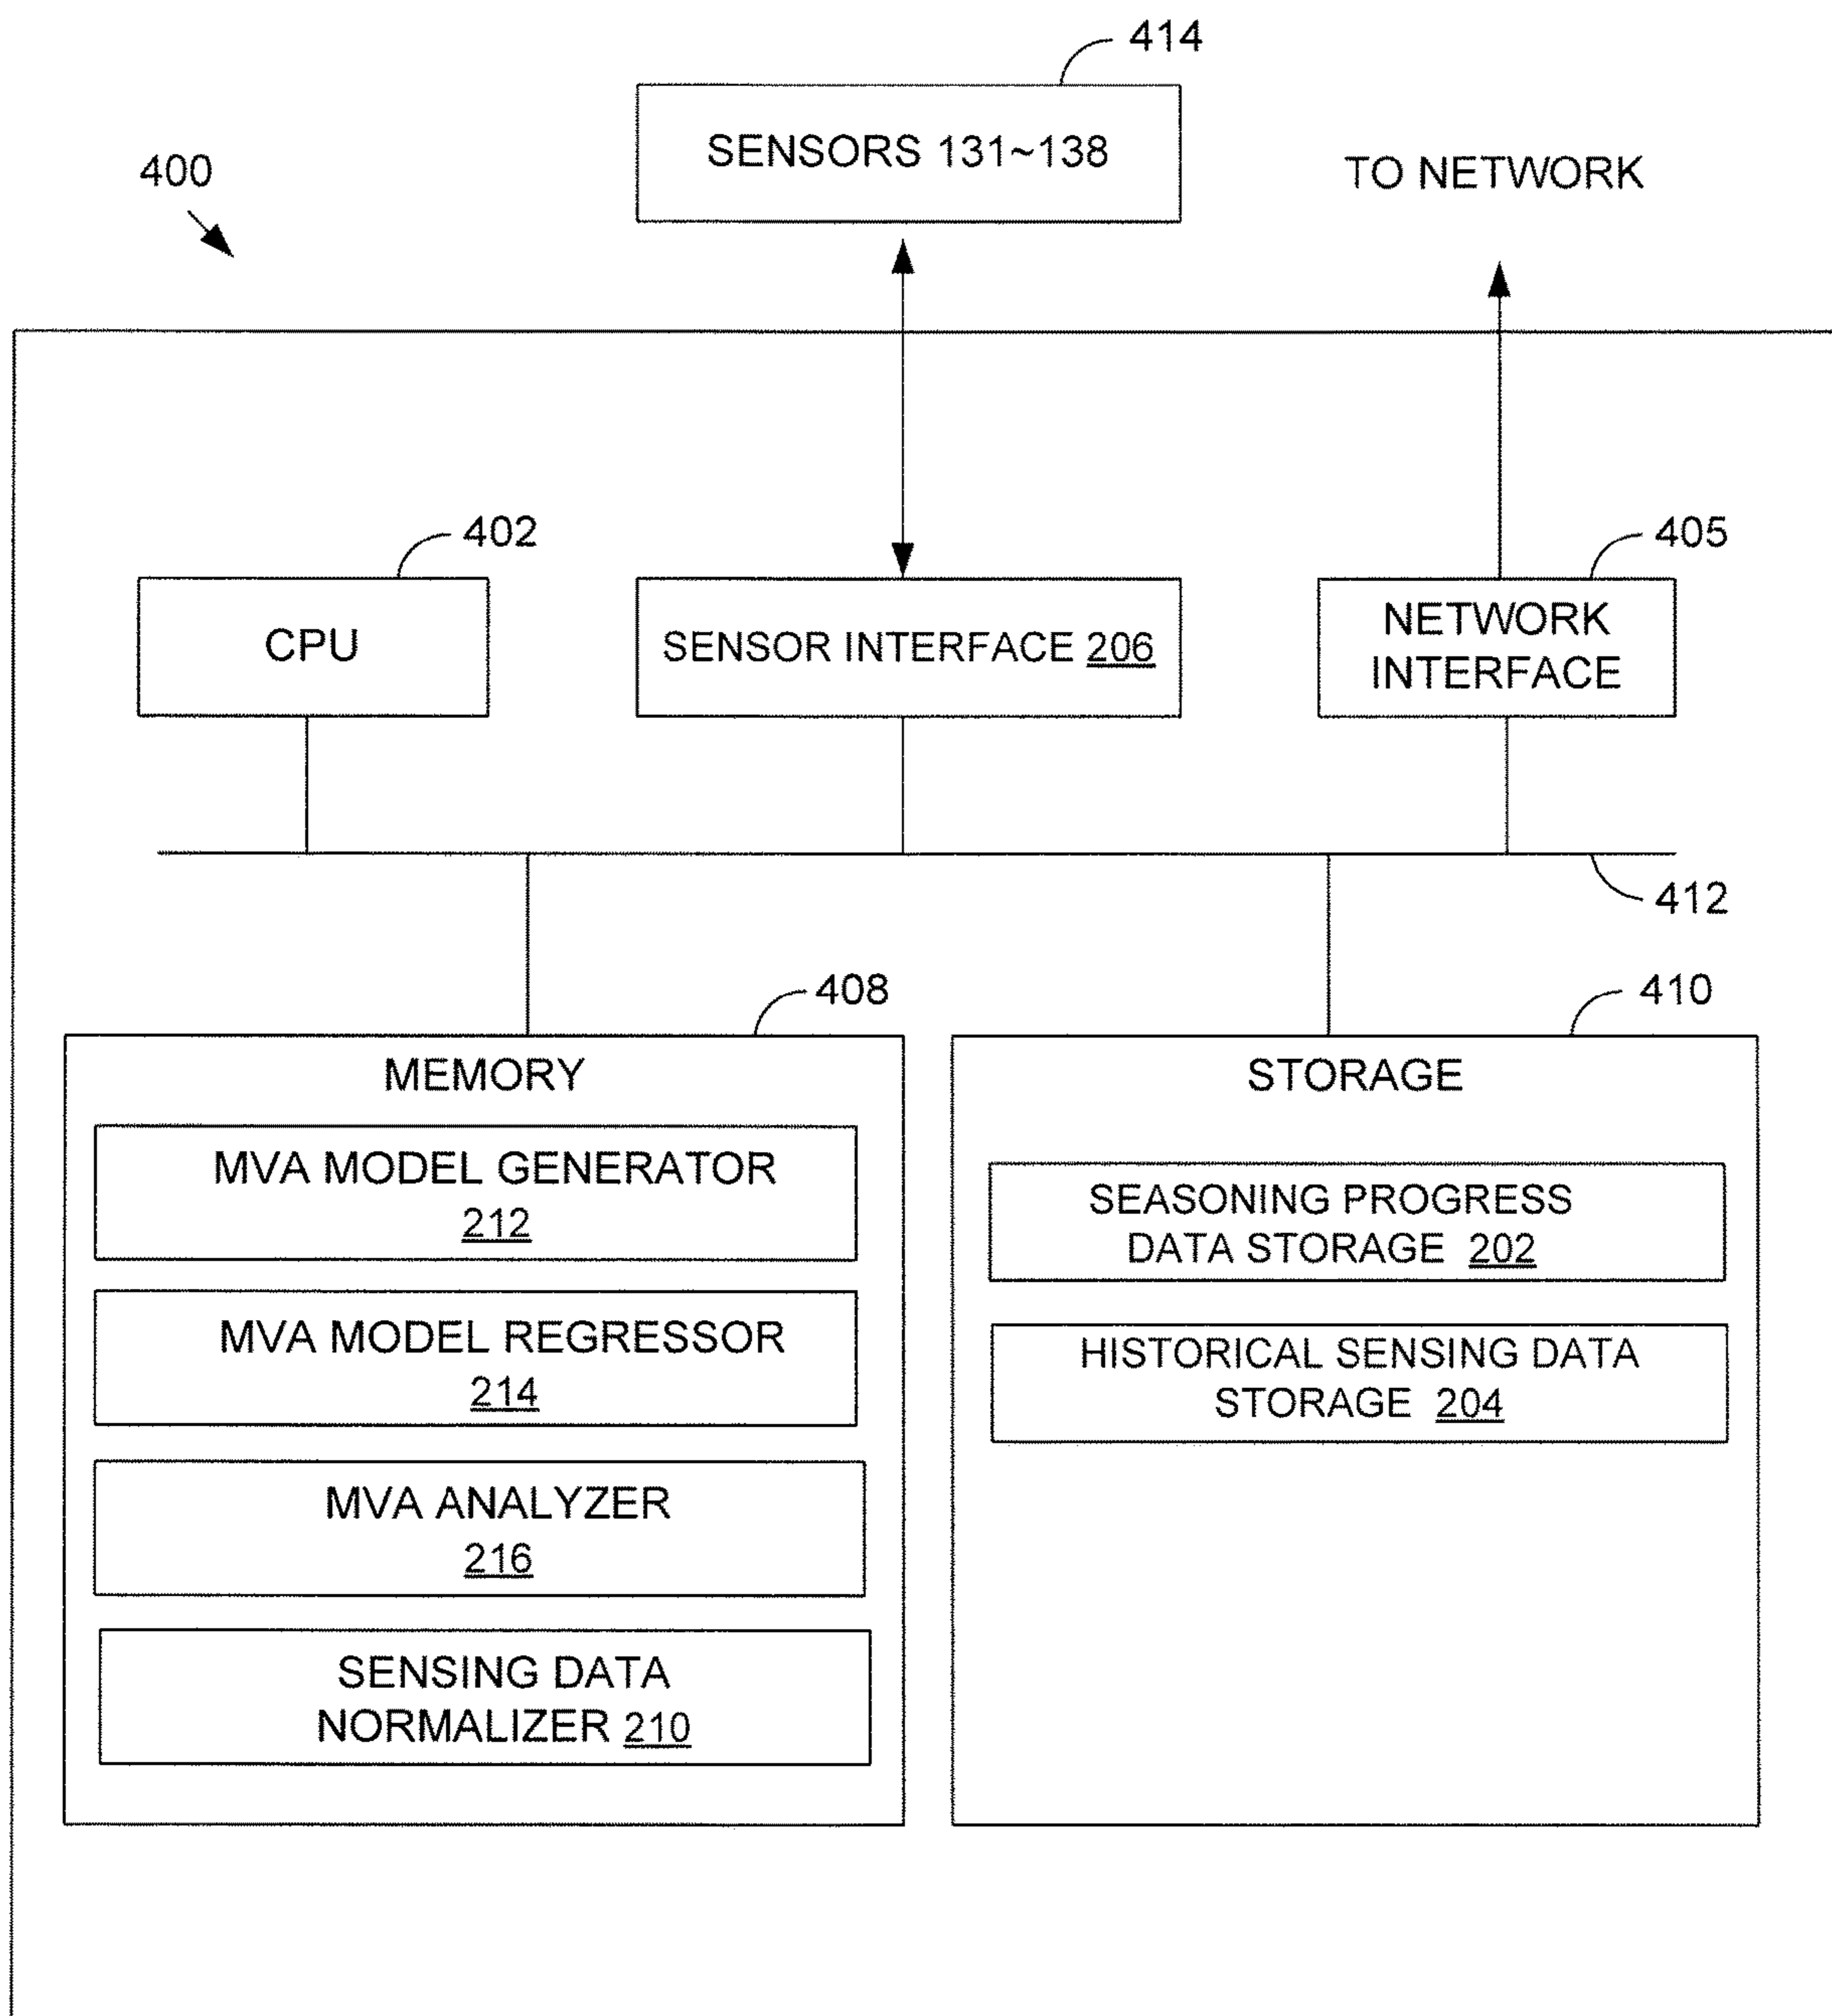 414
SENSORS 131~138
400
TO NETWORK
402
405
CPU
SENSOR INTERFACE 206
NETWORK
INTERFACE
412
408
410
MEMORY
STORAGE
MVA MODEL GENERATOR
212
SEASONING PROGRESS
DATA STORAGE 202
MVA MODEL REGRESSOR
214
HISTORICAL SENSING DATA
STORAGE 204
MVA ANALYZER
216
SENSING DATA
NORMALIZER 210